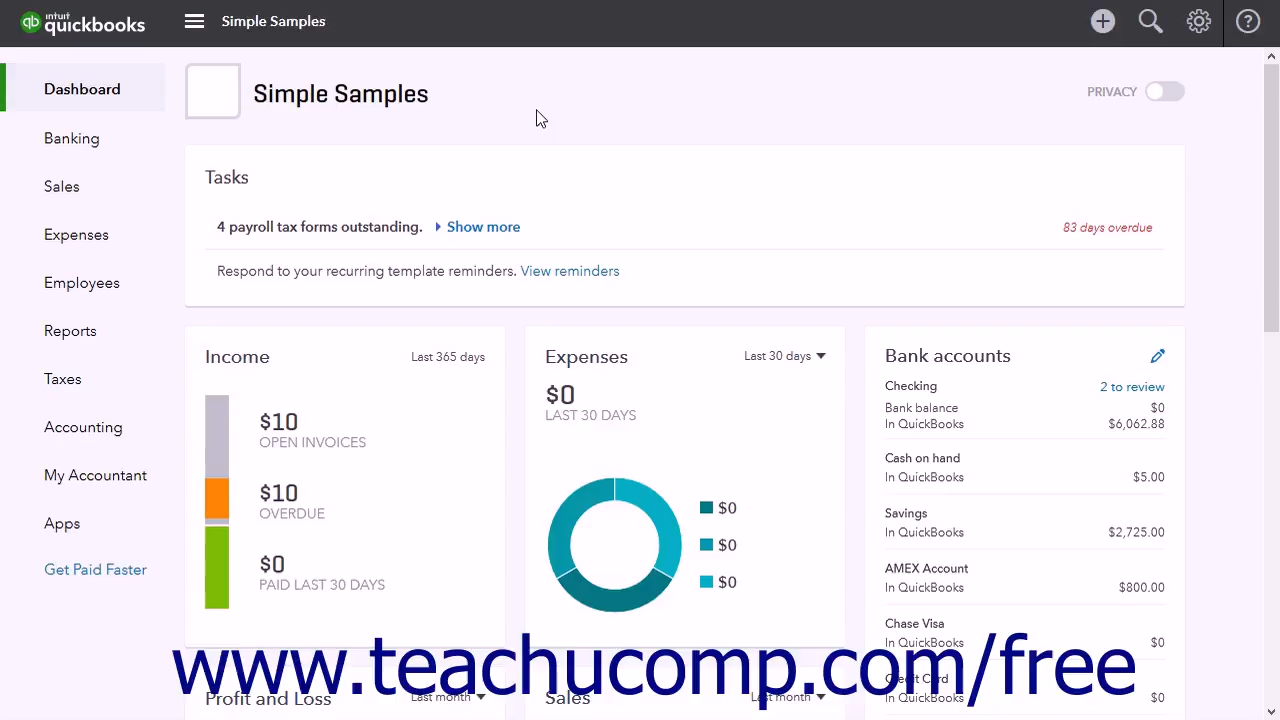 intuit
quickbooks
Simple Samples
Dashboard
Banking
Sales
Expenses
Employees
Reports
Taxes
Accounting
My Accountant
Apps
Get Paid Faster
Simple Samples
PRIVACY
Tasks
4 payroll tax forms outstanding. Show more 83 days overdue
Respond to your recurring template reminders. View reminders
Income Last 365 days
$10
OPEN INVOICES
$10
OVERDUE
$0
PAID LAST 30 DAYS
Expenses Last 30 days
$0
LAST 30 DAYS
$0
$0
$0
Bank accounts
Checking 2 to review
Bank balance $0
In QuickBooks $6,062.88
Cash on hand
In QuickBooks $5.00
Savings
In QuickBooks $2,725.00
AMEX Account
In QuickBooks $800.00
Chase Visa
In QuickBooks $0
Credit Card
In QuickBooks $0
Profit and Loss Last month
Sales Last month
www.teachucomp.com/free